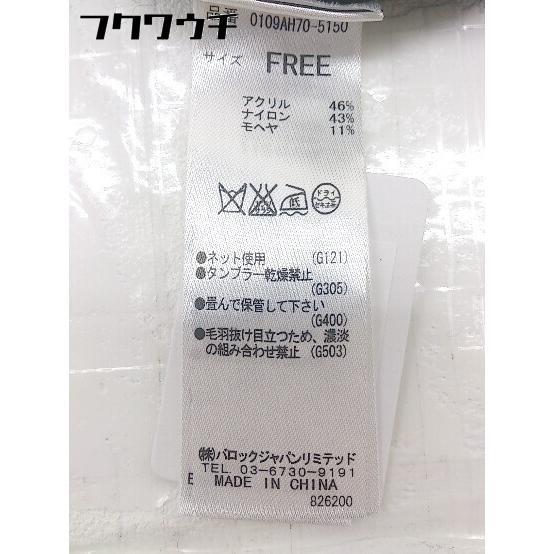 フクワウチ
品番 0109AH70-5150
サイズ FREE
アクリル 46%
ナイロン 43%
モヘヤ 11%
低
ドライ
セキユ系
●ネット使用 (G121)
●タンブラー乾燥禁止
(G305)
●畳んで保管して下さい
(G400)
●毛羽抜け目立つため、濃淡
の組み合わせ禁止 (G503)
㈱バロックジャパンリミテッド
TEL 03-6730-9191
MADE IN CHINA
826200